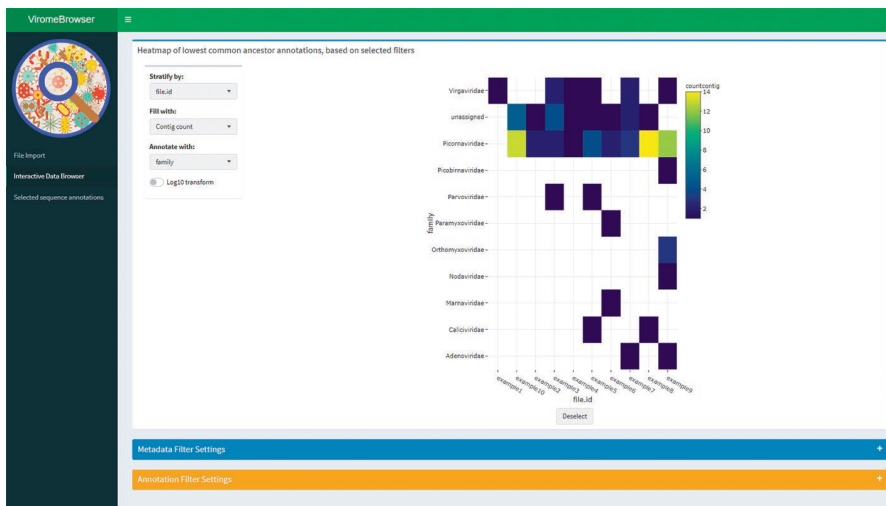 ViromeBrowser
☰
File Import
Interactive Data Browser
Selected sequence annotations
Heatmap of lowest common ancestor annotations, based on selected filters
Stratify by:
file.id
Fill with:
Contig count
Annotate with:
family
Log10 transform
family
Virgaviridae
unassigned
Picornaviridae
Picobirnaviridae
Parvoviridae
Paramyxoviridae
Orthomyxoviridae
Nodaviridae
Marnaviridae
Caliciviridae
Adenoviridae
example1
example10
example2
example3
example4
example5
example6
example7
example8
example9
file.id
countcontig
14
12
10
8
6
4
2
Deselect
Metadata Filter Settings +
Annotation Filter Settings +